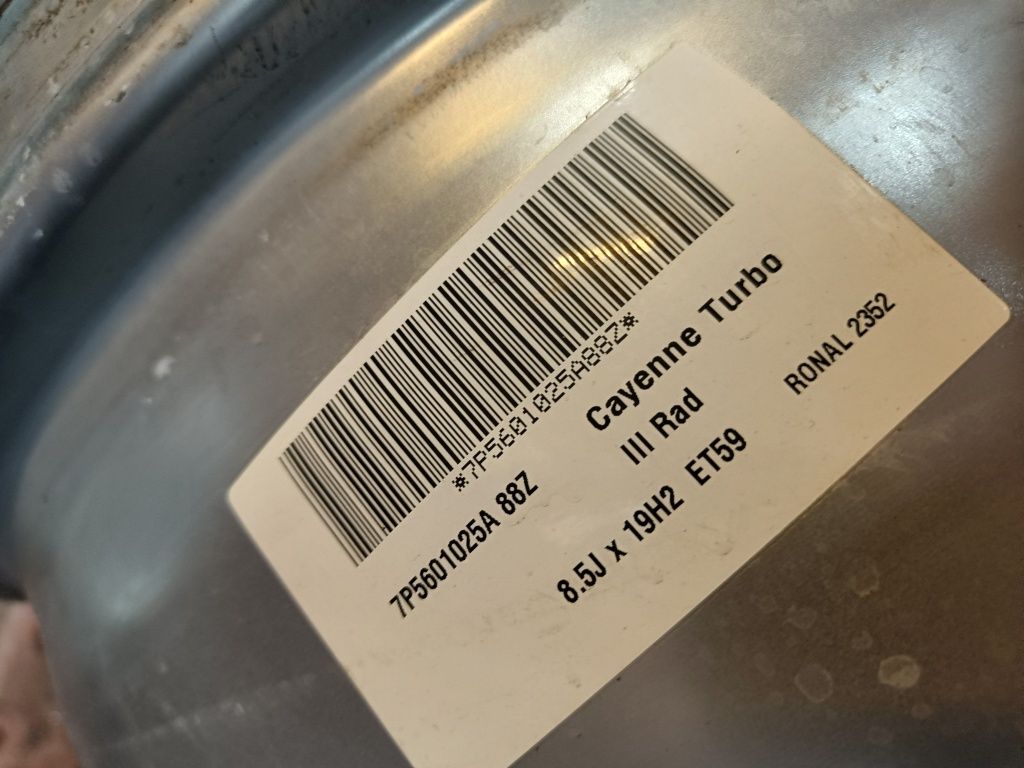 *7P5601025A88Z*
7P5601025A 88Z
Cayenne Turbo
III Rad
8.5J x 19H2 ET59
RONAL 2352